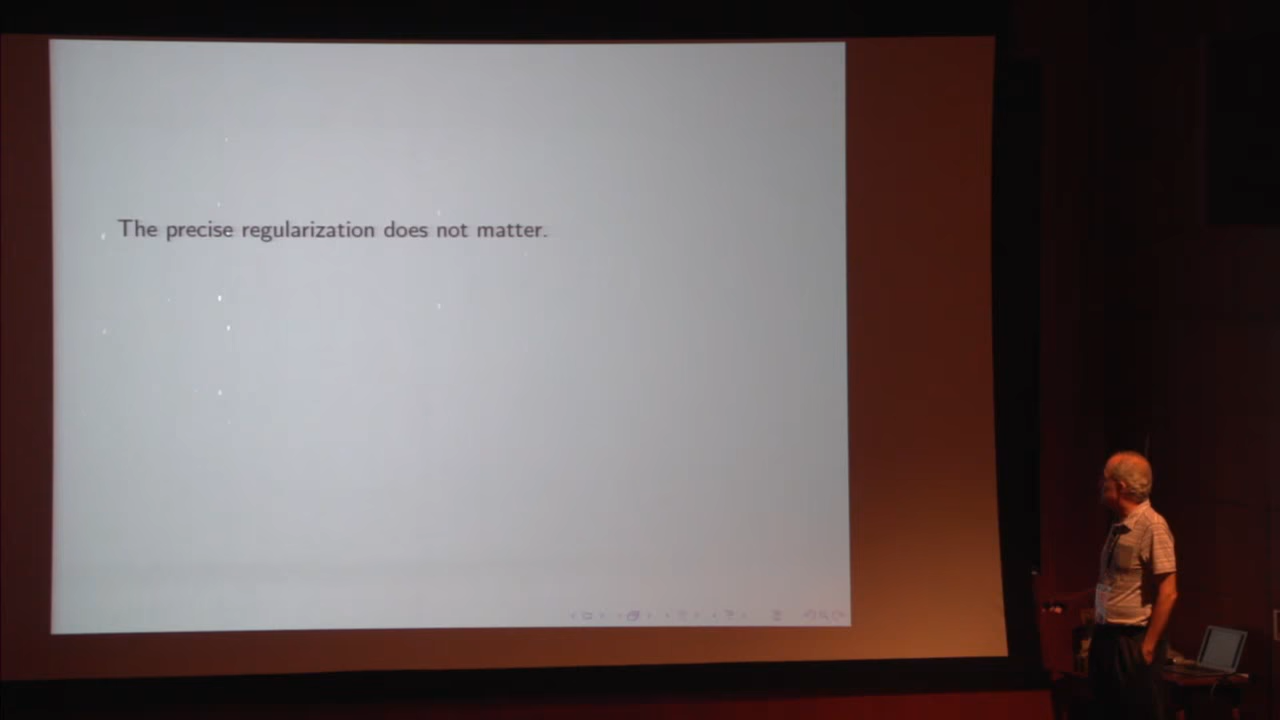 The precise regularization does not matter.